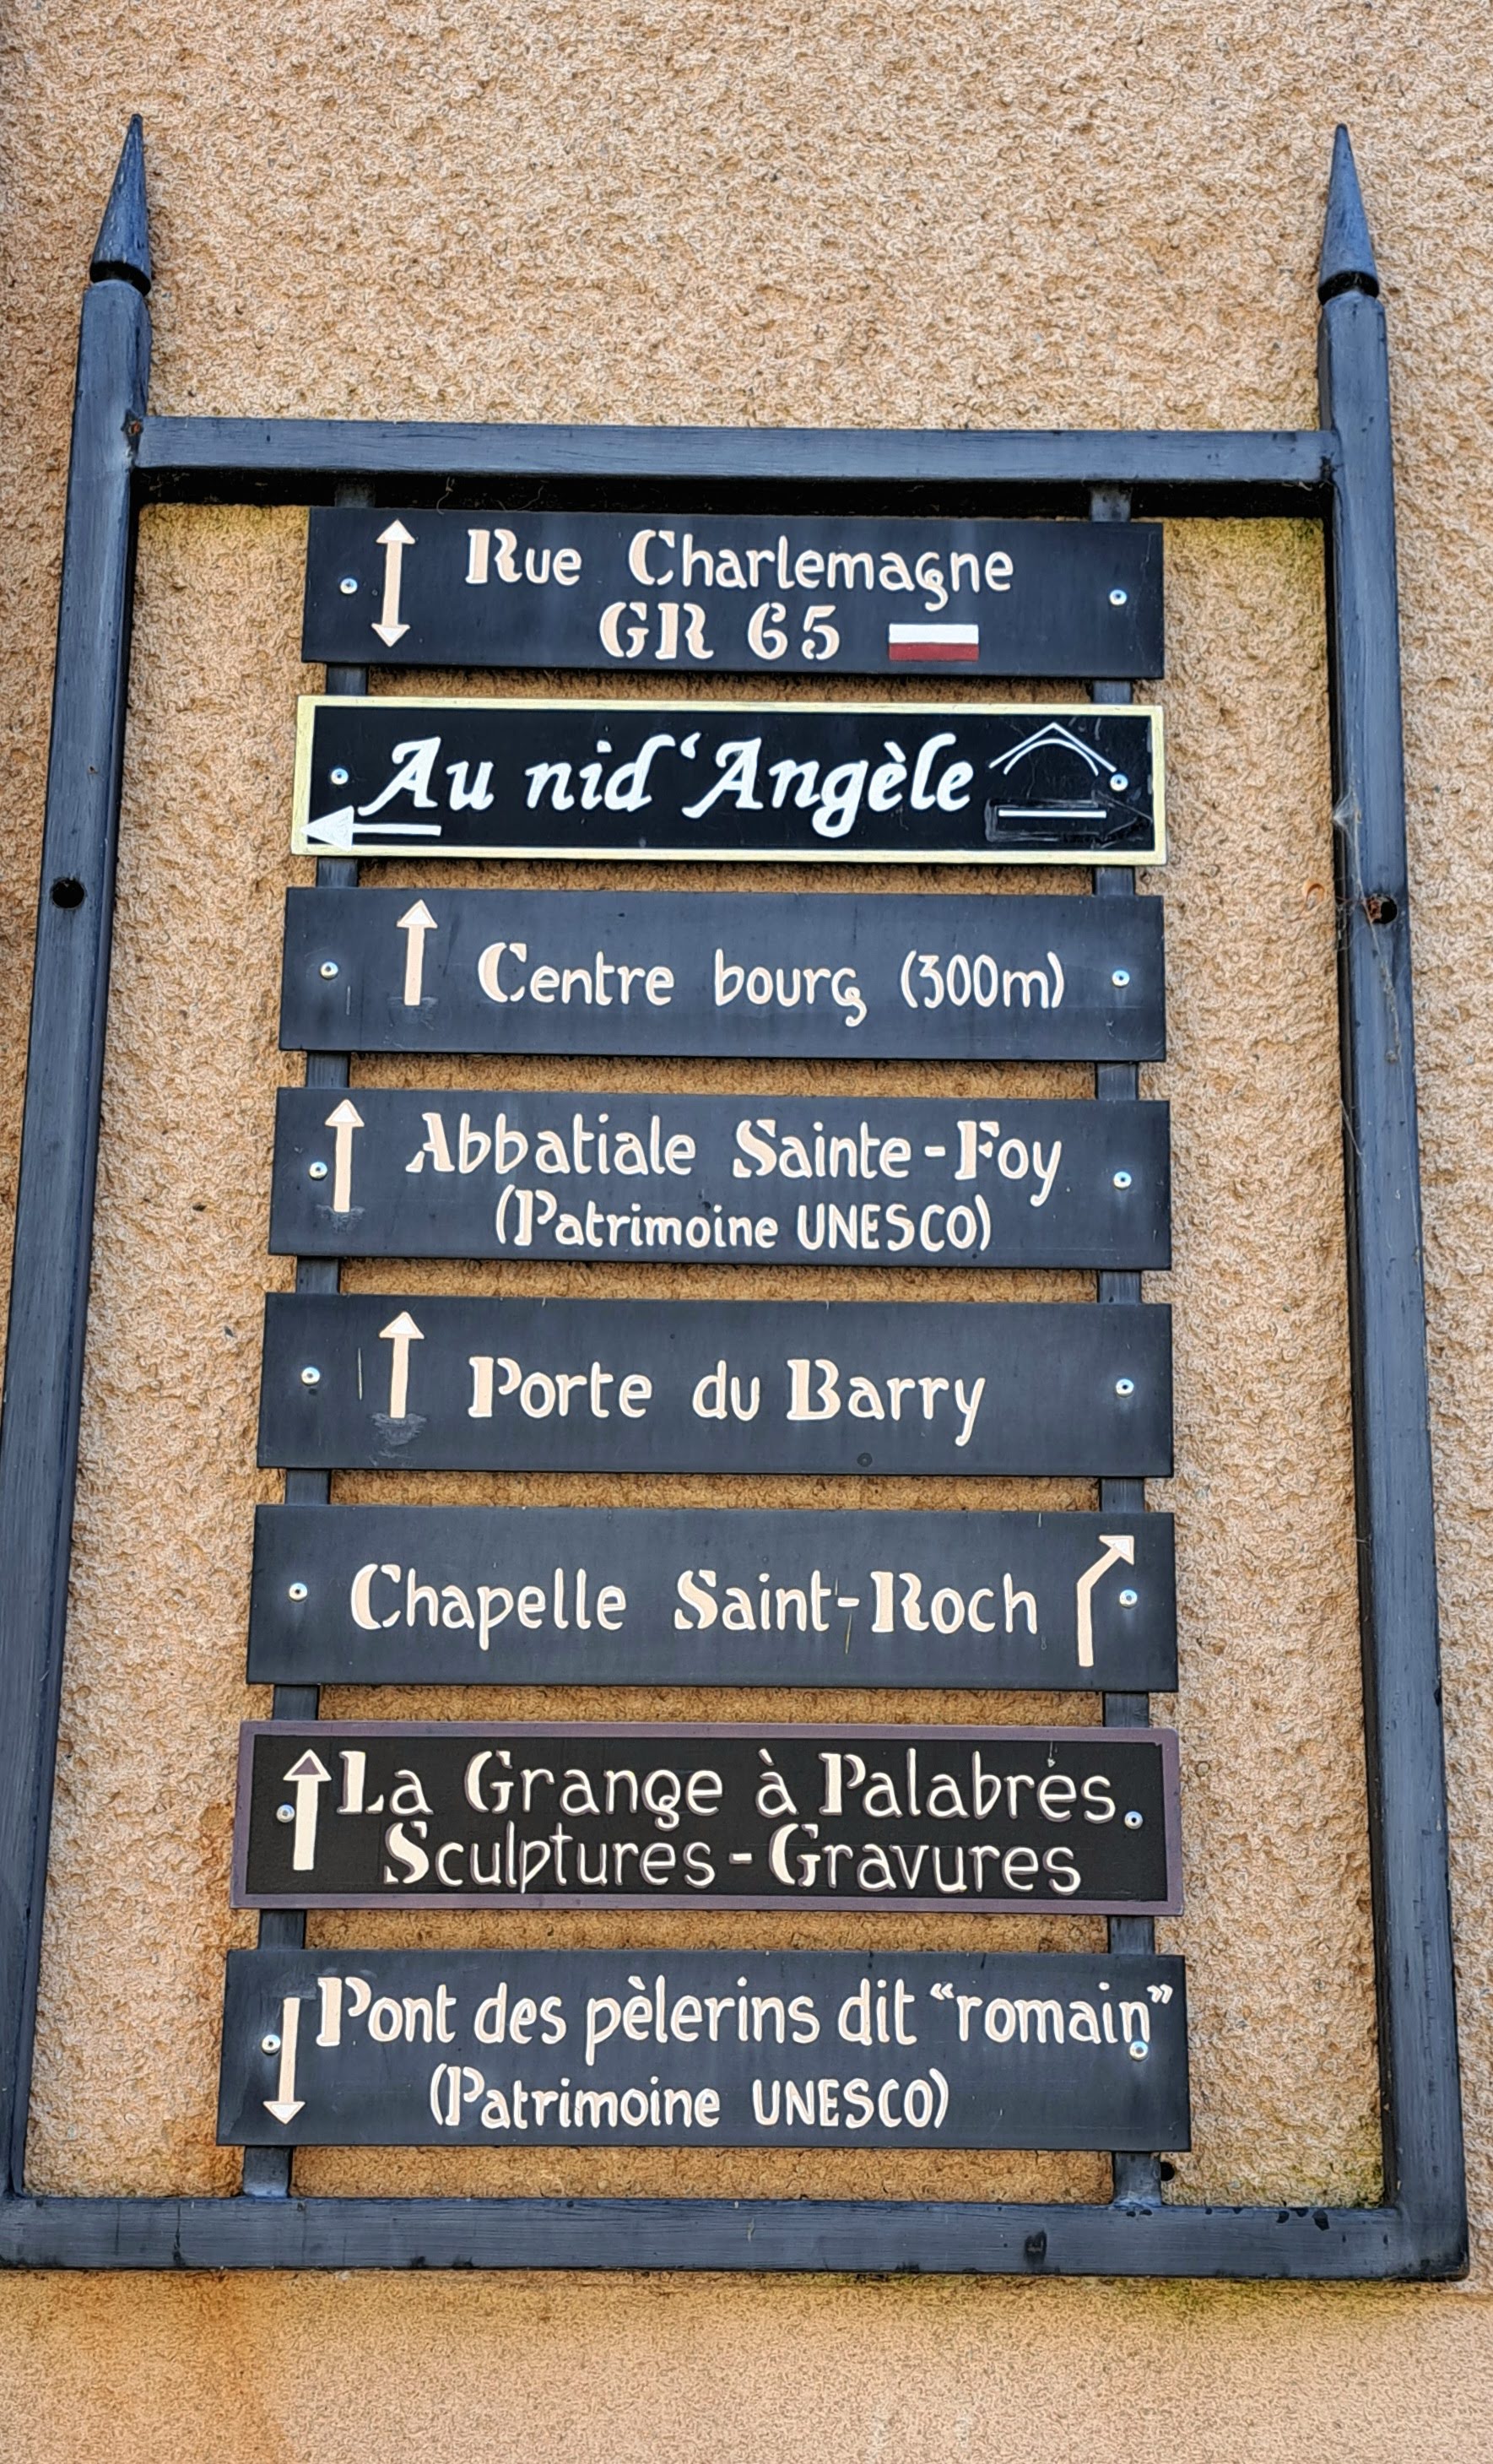 Rue Charlemagne
GR 65
Au nid'Angèle
Centre bourg (300m)
Abbatiale Sainte-Foy
(Patrimoine UNESCO)
Porte du Barry
Chapelle Saint-Roch
La Grange à Palabres
Sculptures - Gravures
Pont des pèlerins dit "romain"
(Patrimoine UNESCO)